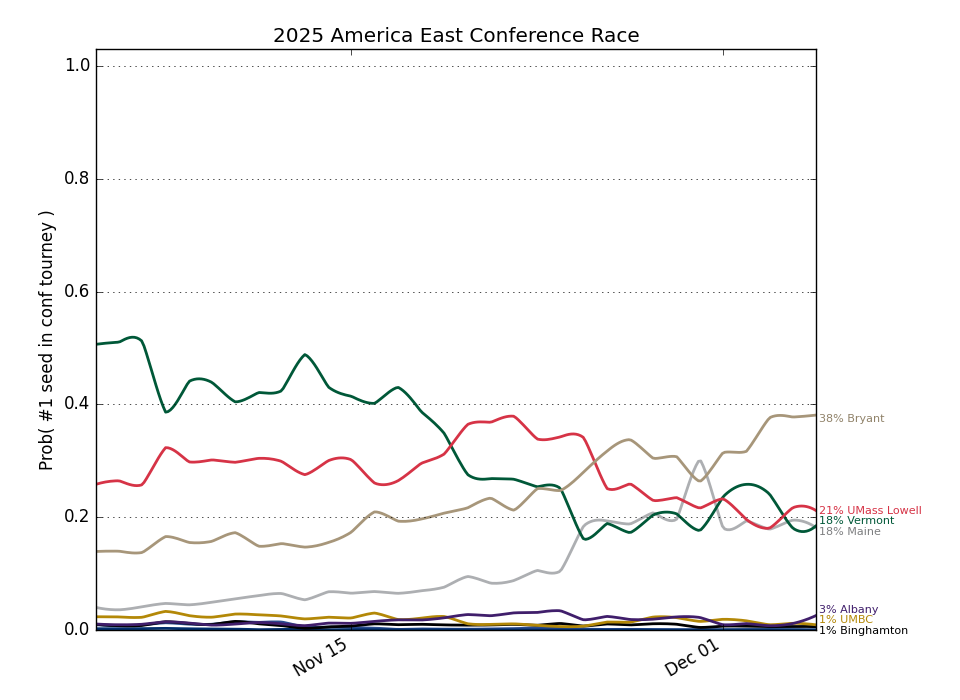 2025 America East Conference Race
1.0
0.8
0.6
0.4
0.2
0.0
Prob( #1 seed in conf tourney )
Nov 15
Dec 01
38% Bryant
21% UMass Lowell
18% Vermont
18% Maine
3% Albany
1% UMBC
1% Binghamton